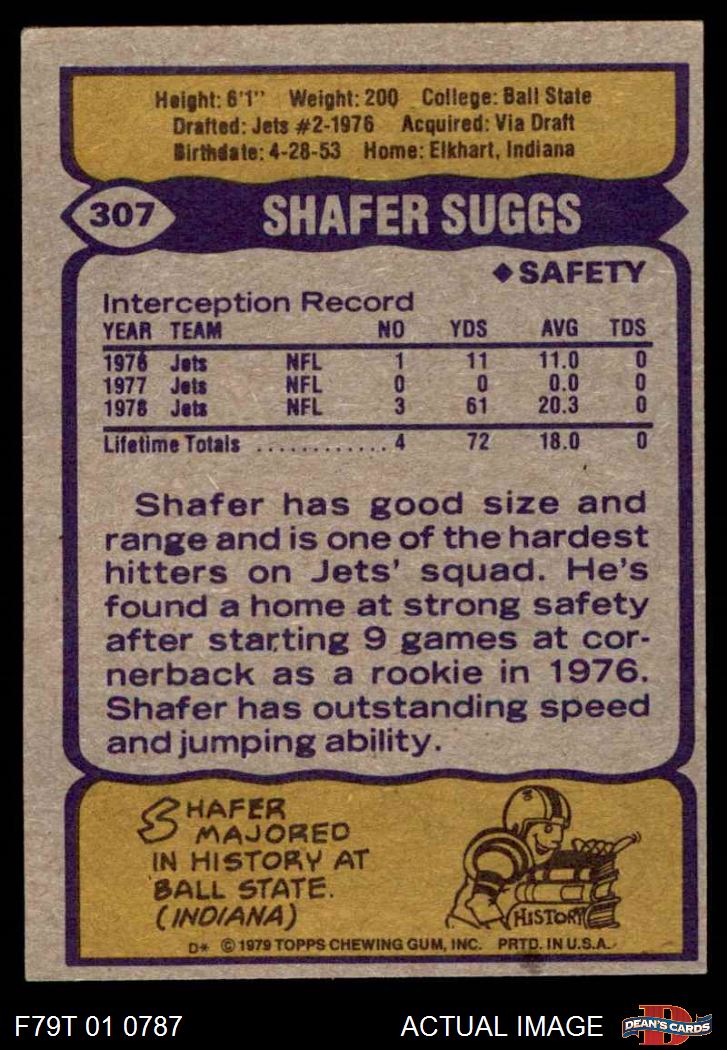 Height: 6'1" Weight: 200 College: Ball State
Drafted: Jets #2-1976 Acquired: Via Draft
Birthdate: 4-28-53 Home: Elkhart, Indiana
307 SHAFER SUGGS
◆SAFETY
Interception Record
YEAR TEAM NO YDS AVG TDS
1976 Jets NFL 1 11 11.0 0
1977 Jets NFL 0 0 0.0 0
1978 Jets NFL 3 61 20.3 0
Lifetime Totals ............ 4 72 18.0 0
Shafer has good size and
range and is one of the hardest
hitters on Jets' squad. He's
found a home at strong safety
after starting 9 games at cor-
nerback as a rookie in 1976.
Shafer has outstanding speed
and jumping ability.
SHAFER
MAJORED
IN HISTORY AT
BALL STATE.
(INDIANA)
HISTORY
D* © 1979 TOPPS CHEWING GUM, INC. PRTD. IN U.S.A.
F79T 01 0787 ACTUAL IMAGE D DEAN'S CARDS